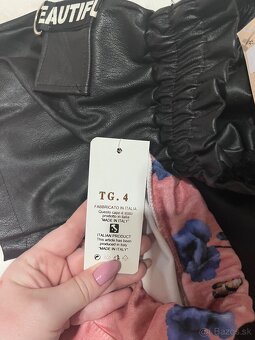 EAUTIFU
TG. 4
FABBRICATO IN ITALIA
Questo capo è stato
prodotto in Italia
"MADE IN ITALY"
S
ITALIAN PRODUCT
This article has been
produced in Italy
"MADE IN ITALY"
bazos.sk